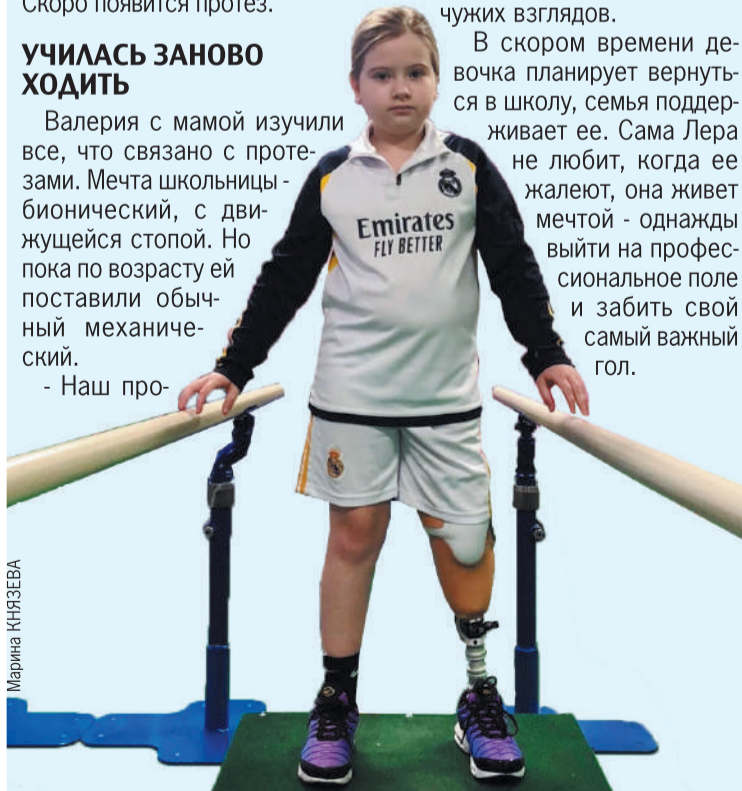 Скоро появится протез.
УЧИЛАСЬ ЗАНОВО
ХОДИТЬ
Валерия с мамой изучили
все, что связано с проте-
зами. Мечта школьницы -
бионический, с дви-
жущейся стопой. Но
пока по возрасту ей
поставили обыч-
ный механиче-
ский.
- Наш про-
чужих взглядов.
В скором времени де-
вочка планирует вернуть-
ся в школу, семья поддер-
живает ее. Сама Лера
не любит, когда ее
жалеют, она живет
мечтой - однажды
выйти на профес-
сиональное поле
и забить свой
самый важный
гол.
Emirates
FLY BETTER
Марина КНЯЗЕВА